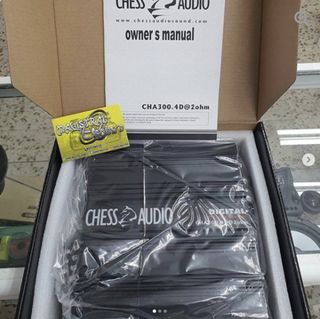 CHESS AUDIO
www.chessaudiosound.com
owner s manual
CHA300.4D@2ohm
CHESS AUDIO
DIGITAL